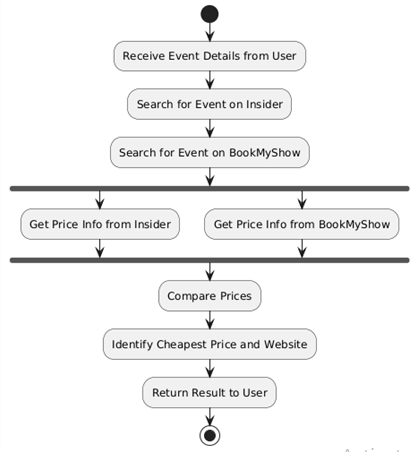 Receive Event Details from User
Search for Event on Insider
Search for Event on BookMyShow
Get Price Info from Insider
Get Price Info from BookMyShow
Compare Prices
Identify Cheapest Price and Website
Return Result to User